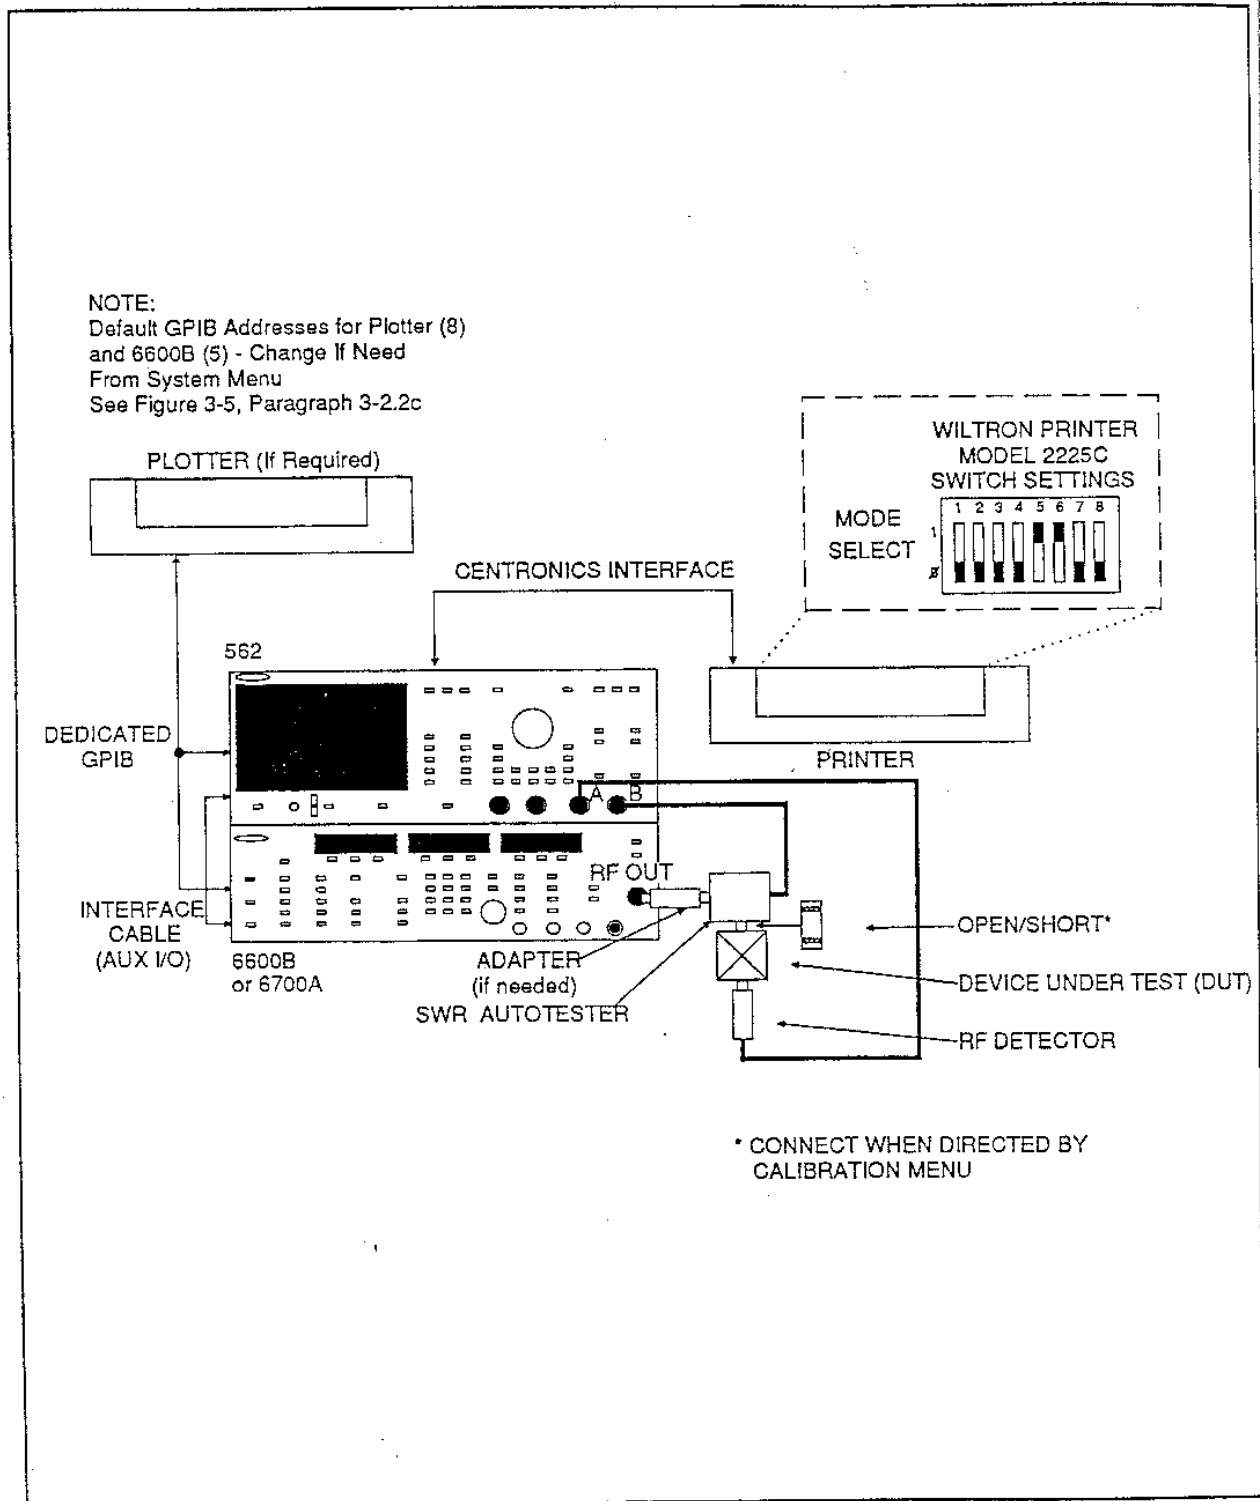 NOTE:
Default GPIB Addresses for Plotter (8)
and 6600B (5) - Change If Need
From System Menu
See Figure 3-5, Paragraph 3-2.2c
PLOTTER (If Required)
WILTRON PRINTER
MODEL 2225C
SWITCH SETTINGS
1 2 3 4 5 6 7 8
MODE
SELECT
1
CENTRONICS INTERFACE
562
DEDICATED
GPIB
PRINTER
A B
RF OUT
INTERFACE
CABLE
(AUX I/O)
6600B
or 6700A
ADAPTER
(if needed)
SWR AUTOTESTER
OPEN/SHORT*
DEVICE UNDER TEST (DUT)
RF DETECTOR
* CONNECT WHEN DIRECTED BY
CALIBRATION MENU